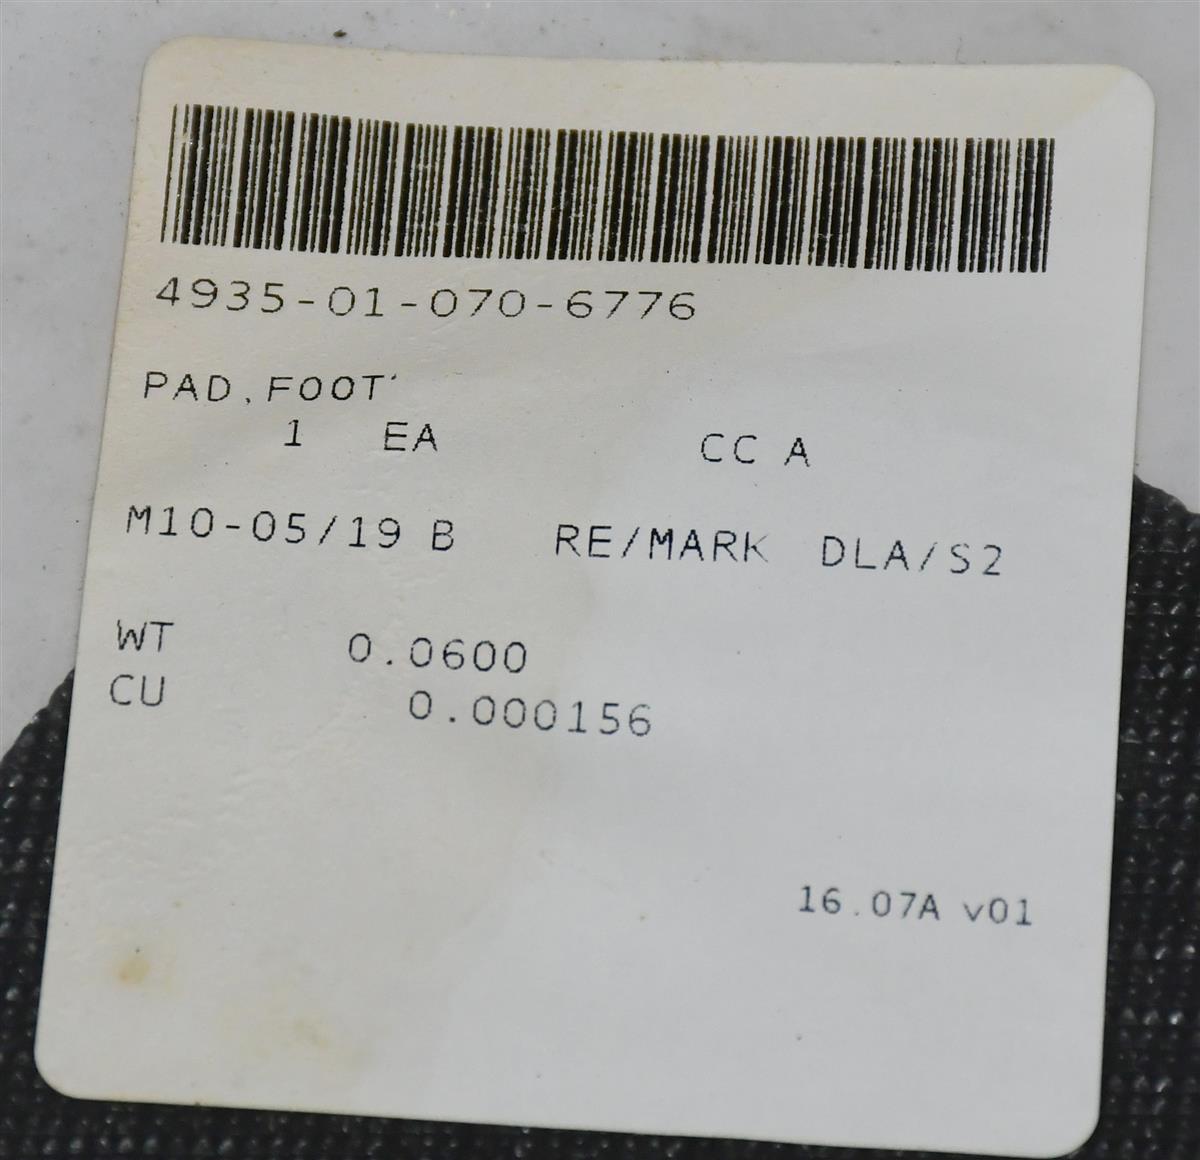 4935-01-070-6776
PAD,FOOT
1 EA CC A
M10-05/19 B RE/MARK DLA/S2
WT 0.0600
CU 0.000156
16.07A v01